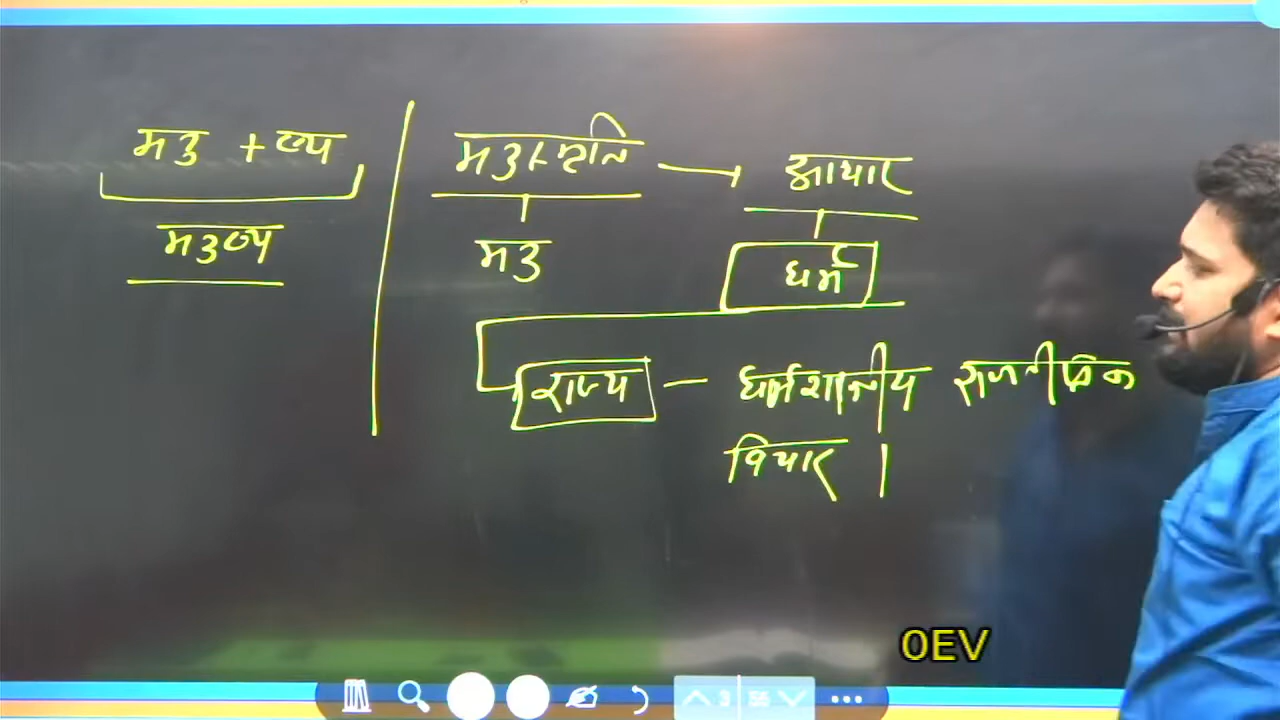 मनु + ष्य
मनुष्य
मनुस्मृति → आधार
मनु
धर्म
राज्य — धर्मशास्त्रीय राजनीतिक
विचार ।
OEV